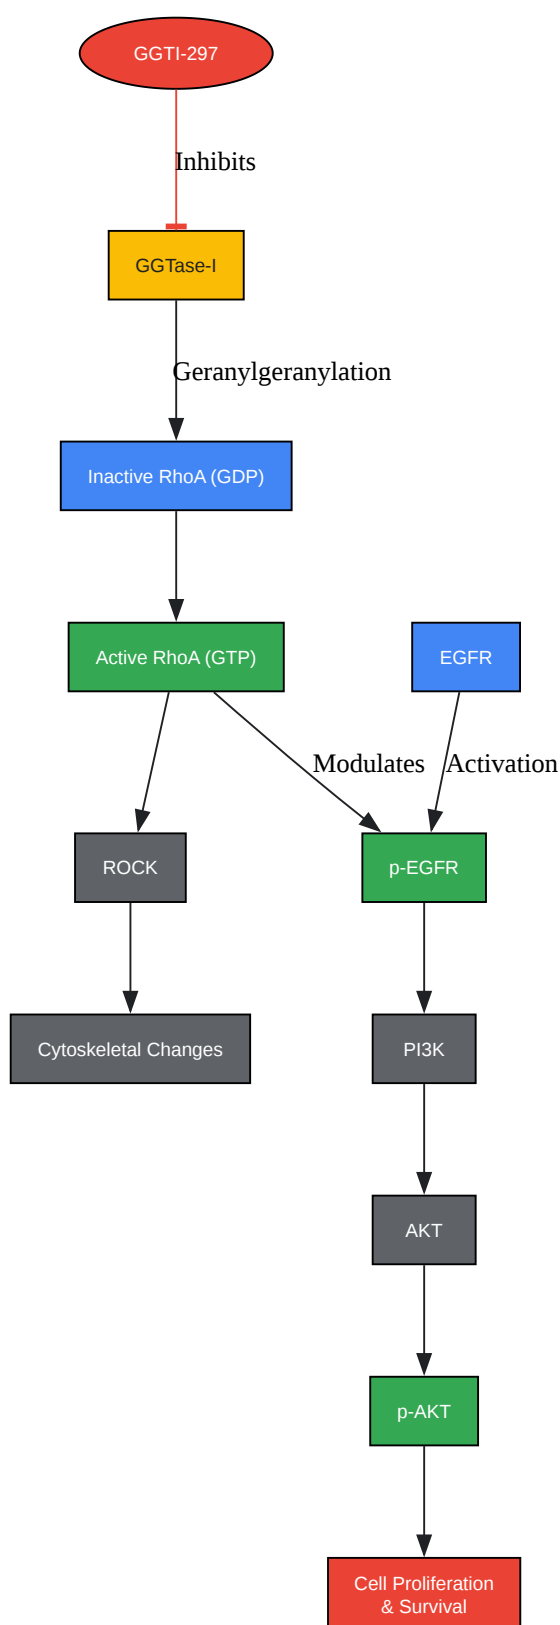 GGTI-297
Inhibits
GGTase-I
Geranylgeranylation
Inactive RhoA (GDP)
Active RhoA (GTP)
EGFR
Modulates
Activation
ROCK
p-EGFR
Cytoskeletal Changes
PI3K
AKT
p-AKT
Cell Proliferation
& Survival